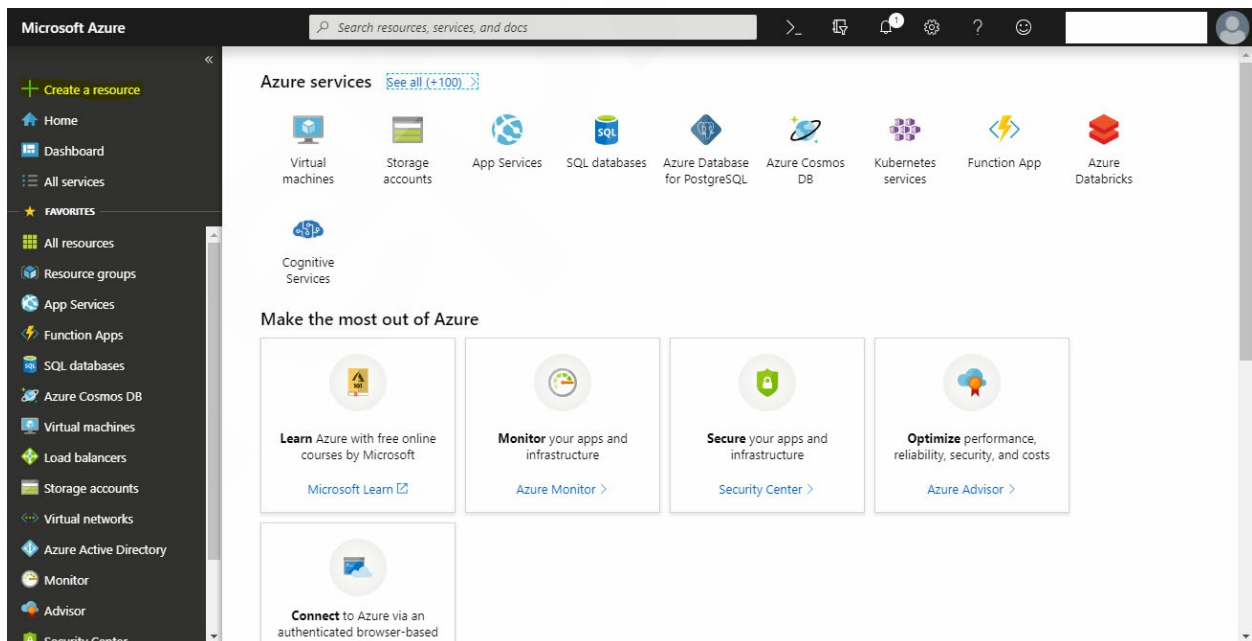 Microsoft Azure
Search resources, services, and docs
1
Create a resource
Home
Dashboard
All services
FAVORITES
All resources
Resource groups
App Services
Function Apps
SQL databases
Azure Cosmos DB
Virtual machines
Load balancers
Storage accounts
Virtual networks
Azure Active Directory
Monitor
Advisor
Security Center
Azure services See all (+100)
Virtual
machines
Storage
accounts
App Services
SQL
SQL databases
Azure Database
for PostgreSQL
Azure Cosmos
DB
Kubernetes
services
Function App
Azure
Databricks
Cognitive
Services
Make the most out of Azure
Learn Azure with free online
courses by Microsoft
Microsoft Learn
Monitor your apps and
infrastructure
Azure Monitor
Secure your apps and
infrastructure
Security Center
Optimize performance,
reliability, security, and costs
Azure Advisor
Connect to Azure via an
authenticated browser-based